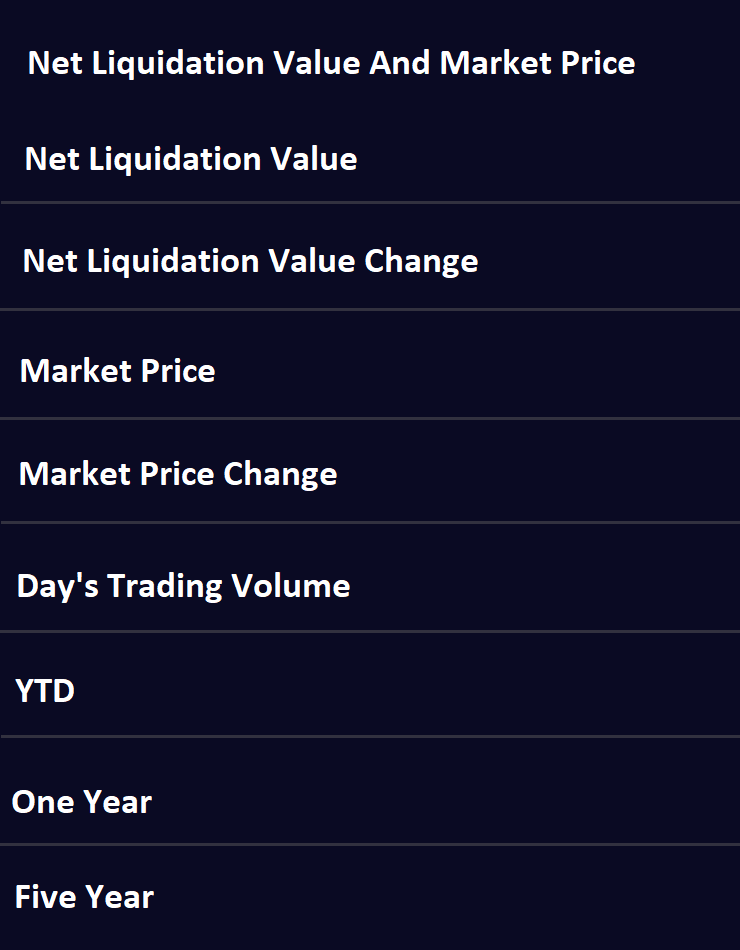 Net Liquidation Value And Market Price
Net Liquidation Value
Net Liquidation Value Change
Market Price
Market Price Change
Day's Trading Volume
YTD
One Year
Five Year